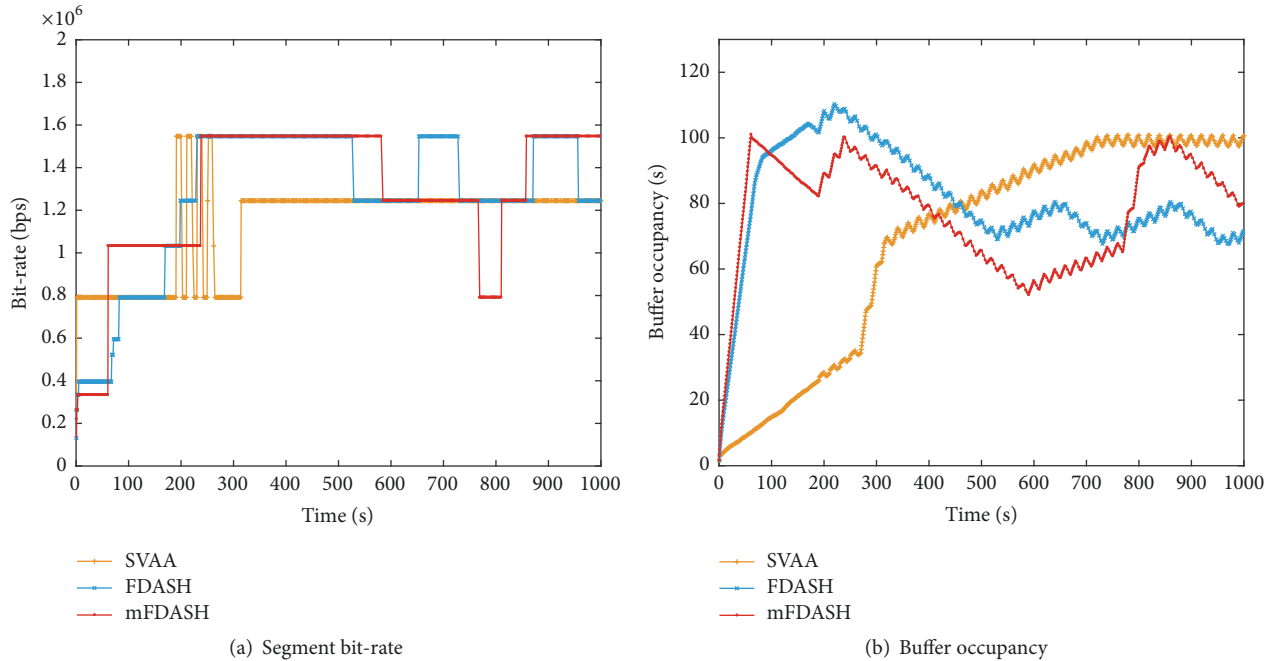 ×10⁶
2
1.8
1.6
1.4
1.2
1
0.8
0.6
0.4
0.2
0
Bit-rate (bps)
0 100 200 300 400 500 600 700 800 900 1000
Time (s)
SVAA
FDASH
mFDASH
(a) Segment bit-rate
120
100
80
60
40
20
0
Buffer occupancy (s)
0 100 200 300 400 500 600 700 800 900 1000
Time (s)
SVAA
FDASH
mFDASH
(b) Buffer occupancy